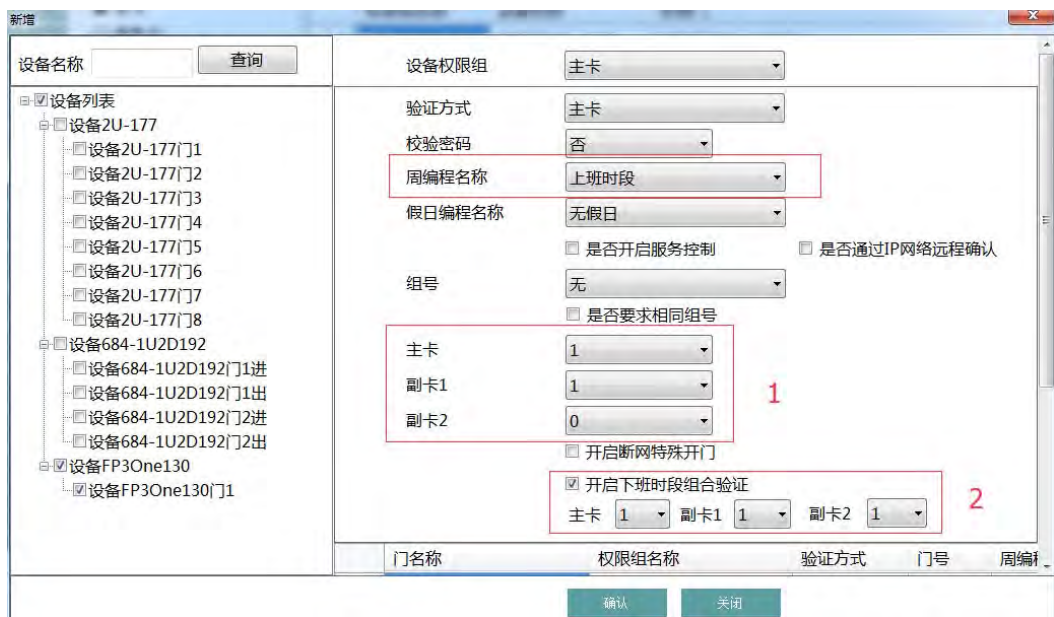 新增
设备名称 查询
设备列表
设备2U-177
设备2U-177门1
设备2U-177门2
设备2U-177门3
设备2U-177门4
设备2U-177门5
设备2U-177门6
设备2U-177门7
设备2U-177门8
设备684-1U2D192
设备684-1U2D192门1进
设备684-1U2D192门1出
设备684-1U2D192门2进
设备684-1U2D192门2出
设备FP3One130
设备FP3One130门1
设备权限组 主卡
验证方式 主卡
校验密码 否
周编程名称 上班时段
假日编程名称 无假日
是否开启服务控制 是否通过IP网络远程确认
组号 无
是否要求相同组号
主卡 1
副卡1 1
副卡2 0
1
开启断网特殊开门
开启下班时段组合验证
主卡 1 副卡1 1 副卡2 1
2
门名称 权限组名称 验证方式 门号 周编程
确认 关闭